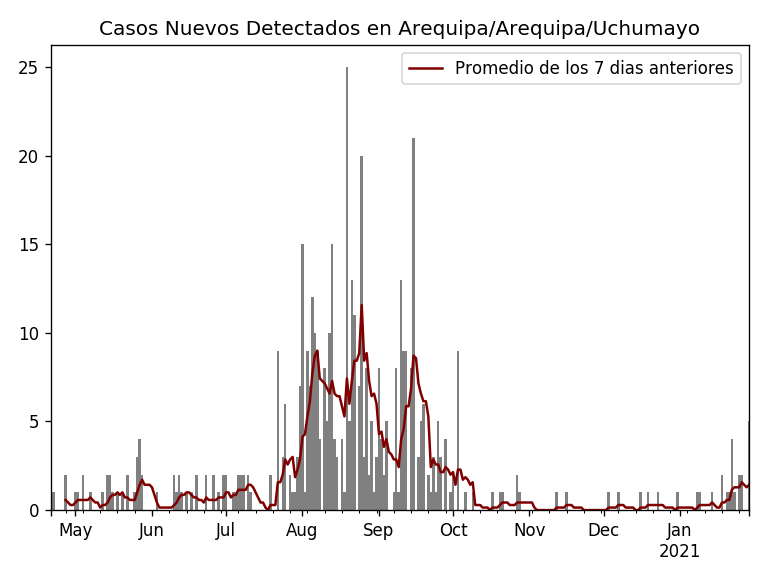 Casos Nuevos Detectados en Arequipa/Arequipa/Uchumayo
Promedio de los 7 dias anteriores
25
20
15
10
5
0
May Jun Jul Aug Sep Oct Nov Dec Jan
2021